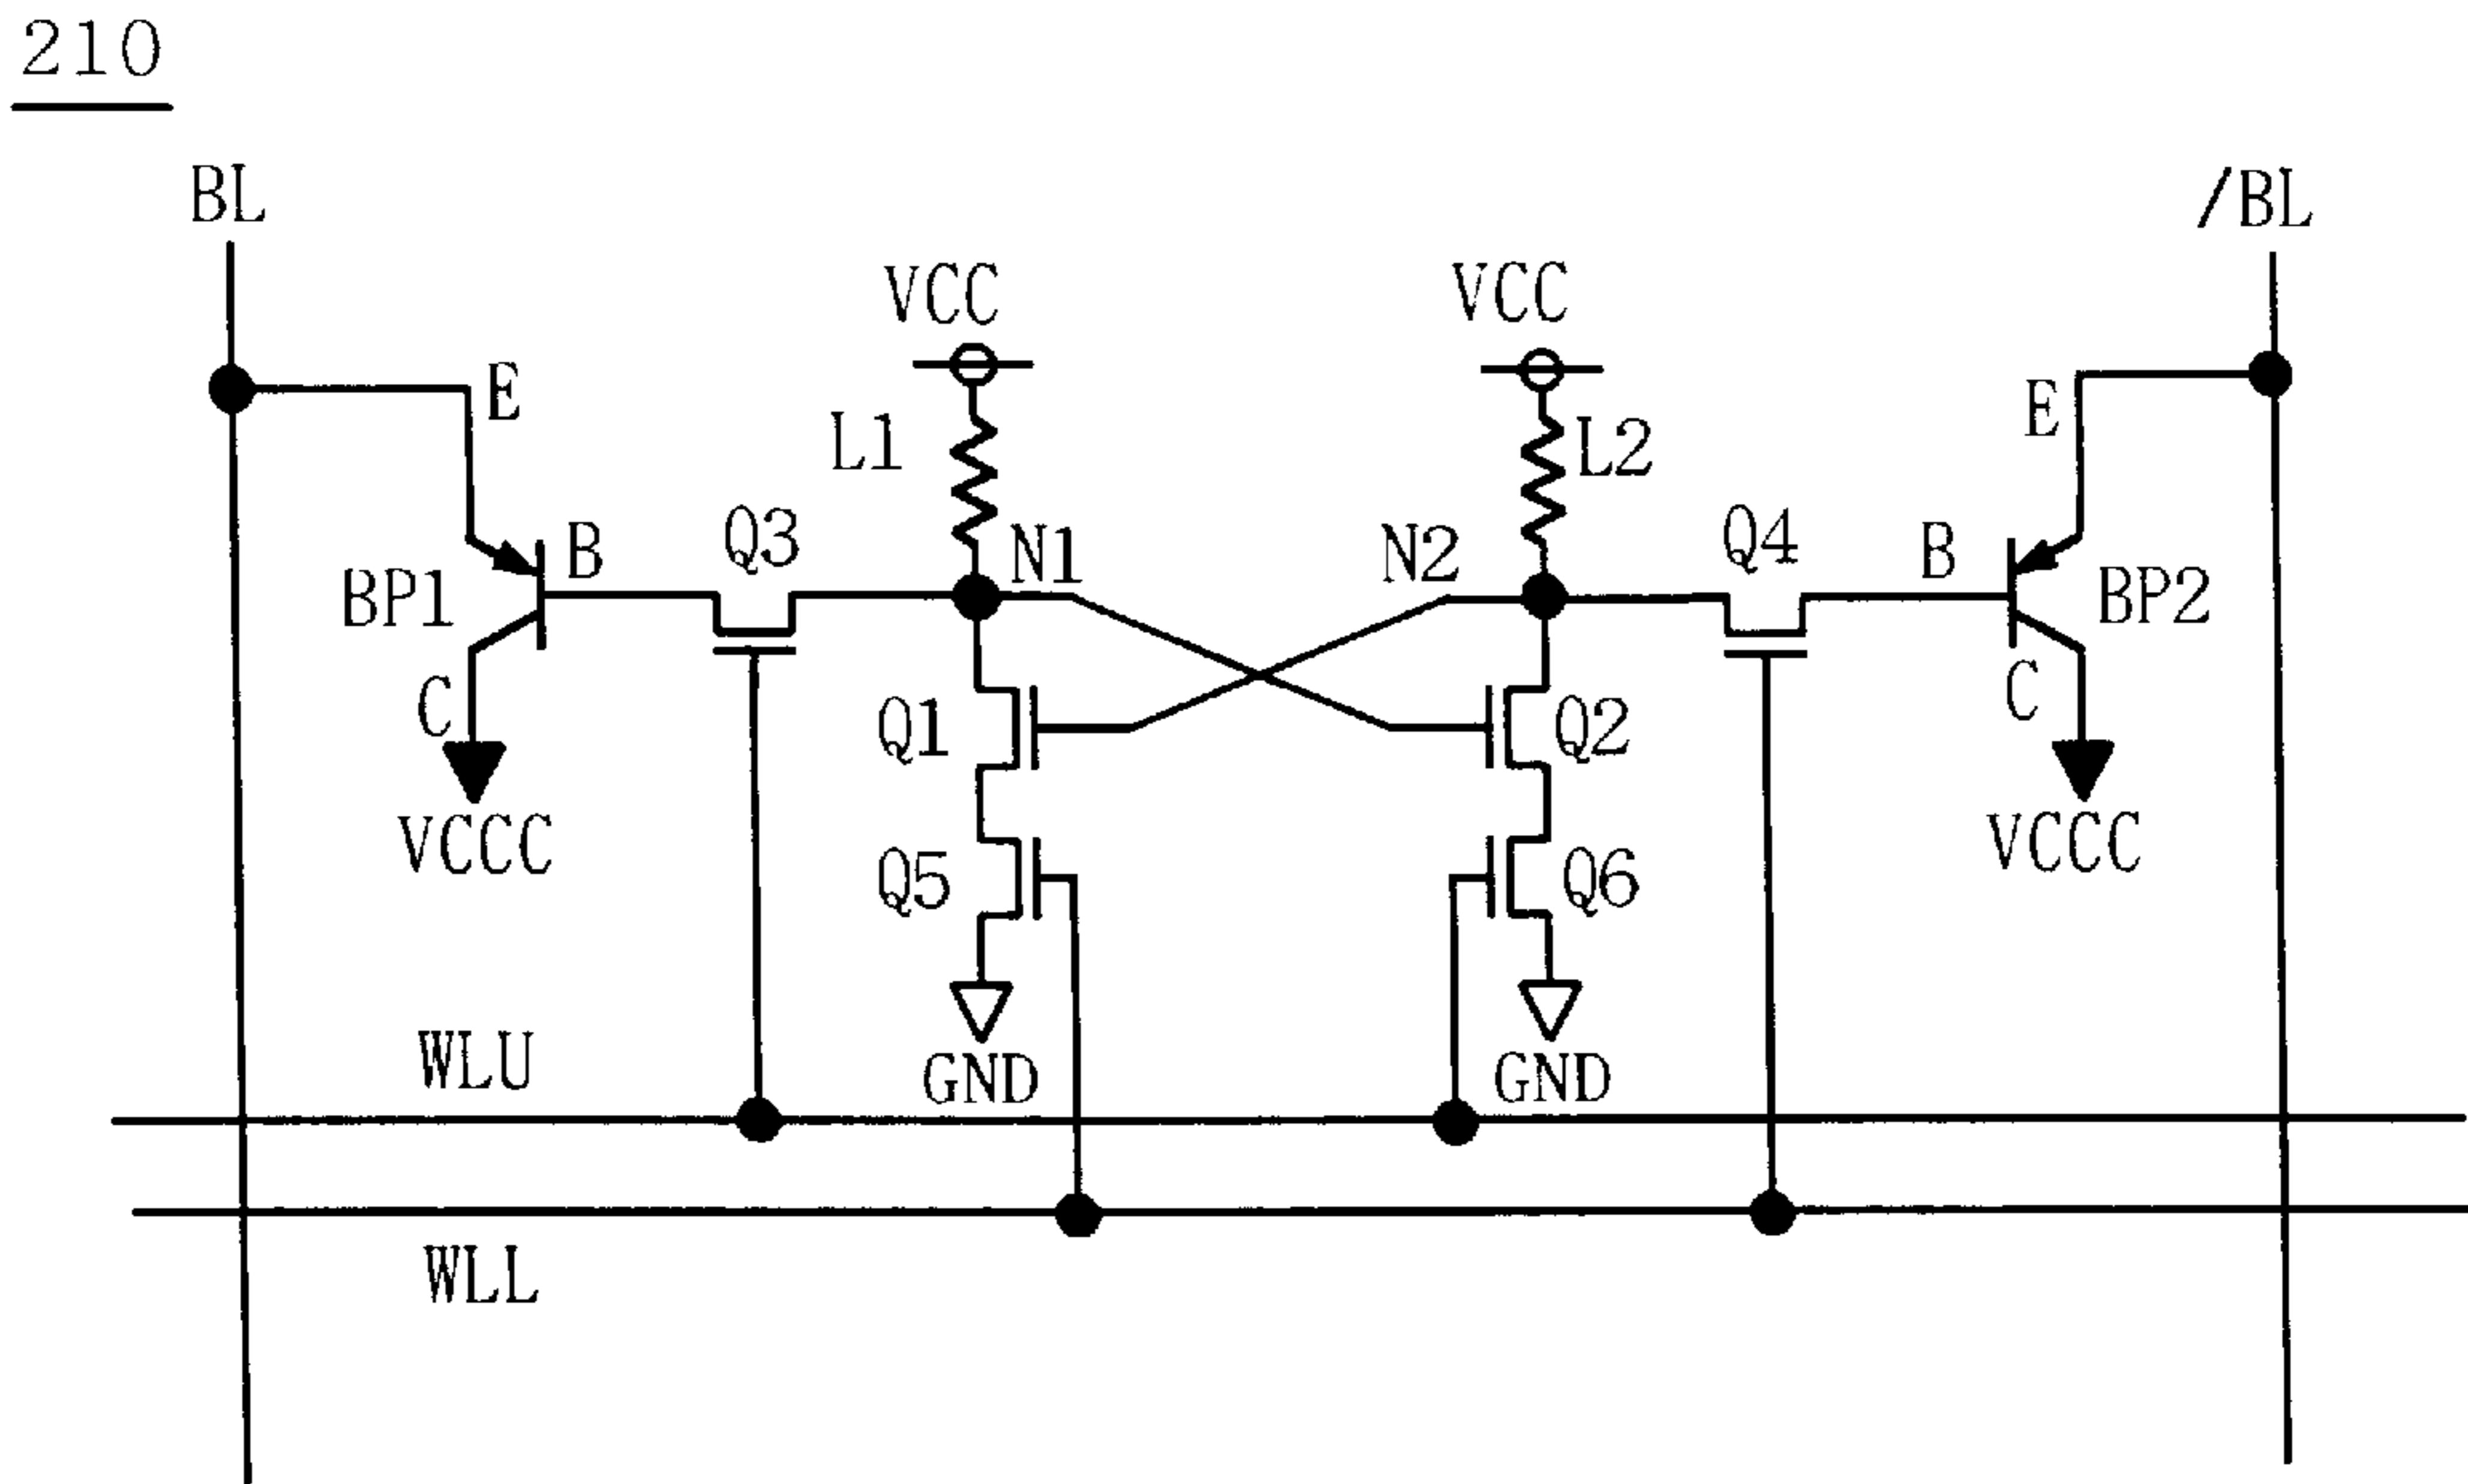 210
BL
/BL
VCC
VCC
E
E
L1
L2
Q3
N1
N2
Q4
B
B
BP1
BP2
C
C
Q1
Q2
VCCC
VCCC
Q5
Q6
WLU
GND
GND
WLL